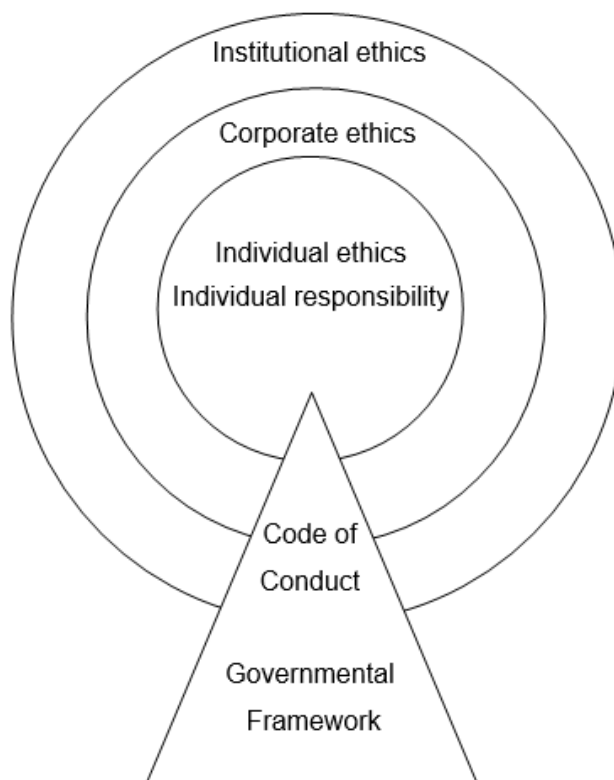 Institutional ethics
Corporate ethics
Individual ethics
Individual responsibility
Code of
Conduct
Governmental
Framework